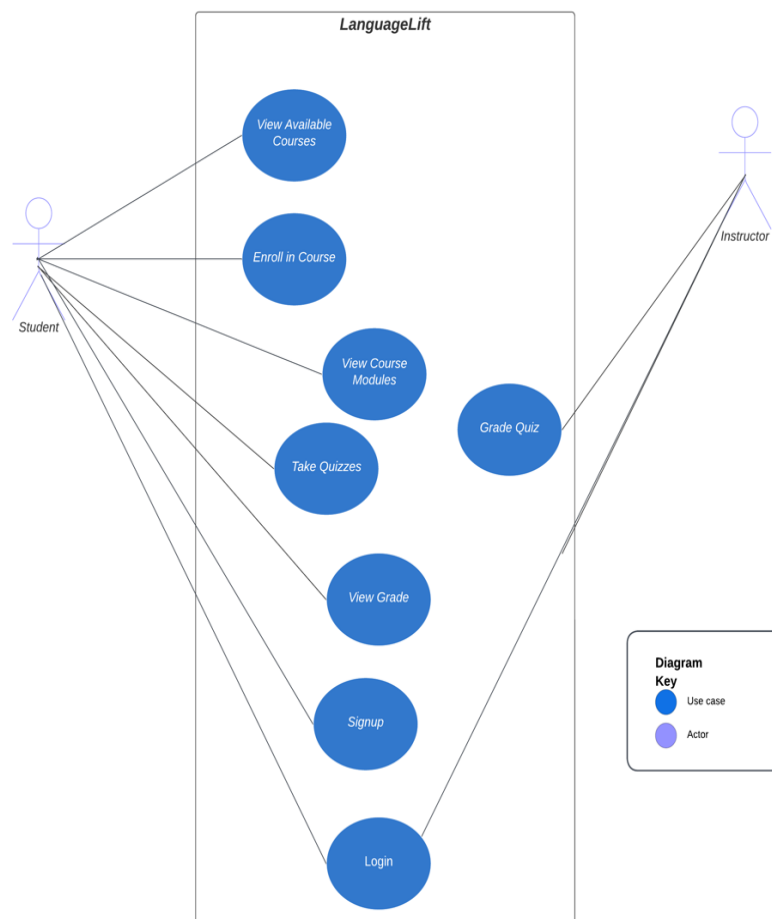 LanguageLift
View Available
Courses
Enroll in Course
Student
Instructor
View Course
Modules
Grade Quiz
Take Quizzes
View Grade
Signup
Login
Diagram
Key
Use case
Actor